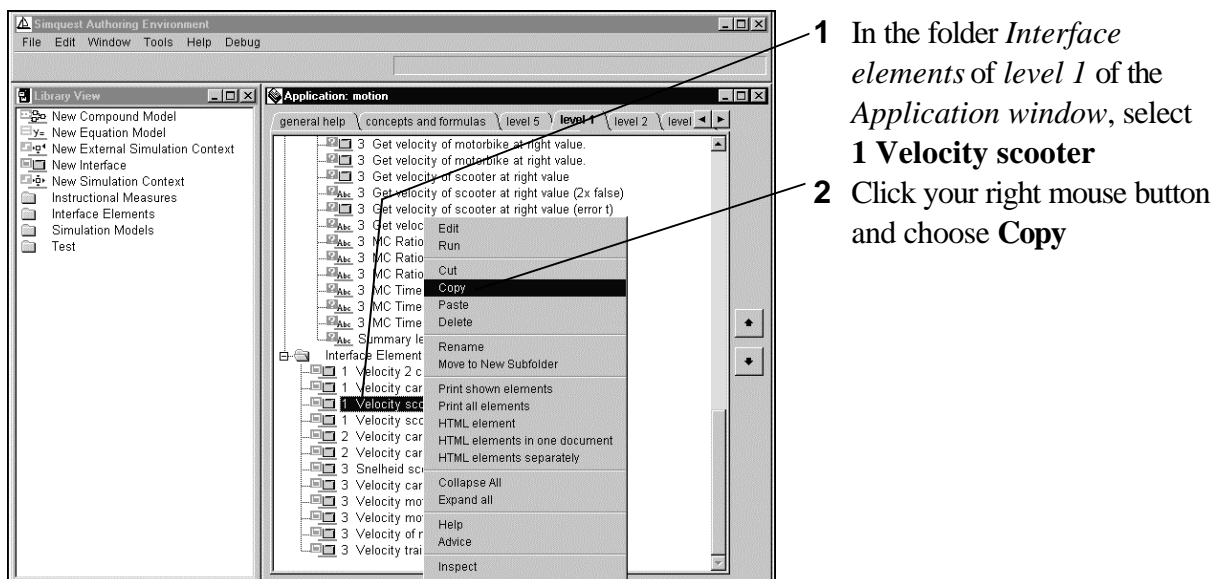 Simquest Authoring Environment
File Edit Window Tools Help Debug
Library View
New Compound Model
y= New Equation Model
New External Simulation Context
New Interface
New Simulation Context
Instructional Measures
Interface Elements
Simulation Models
Test
Application: motion
general help concepts and formulas level 5 level 1 level 2 level
3 Get velocity of motorbike at right value.
3 Get velocity of motorbike at right value.
3 Get velocity of scooter at right value
Abc 3 Get velocity of scooter at right value (2x false)
3 Get velocity of scooter at right value (error t)
Abc 3 Get veloc
Abc 3 MC Ratio
Abc 3 MC Ratio
Abc 3 MC Ratio
Abc 3 MC Time
Abc 3 MC Time
Abc 3 MC Time
Abc Summary le
Interface Element
1 Velocity 2 c
1 Velocity car
1 Velocity sco
1 Velocity sco
2 Velocity car
2 Velocity car
3 Snelheid sc
3 Velocity car
3 Velocity mo
3 Velocity mo
3 Velocity of r
3 Velocity trai
Edit
Run
Cut
Copy
Paste
Delete
Rename
Move to New Subfolder
Print shown elements
Print all elements
HTML element
HTML elements in one document
HTML elements separately
Collapse All
Expand all
Help
Advice
Inspect
1 In the folder Interface
elements of level 1 of the
Application window, select
1 Velocity scooter
2 Click your right mouse button
and choose Copy